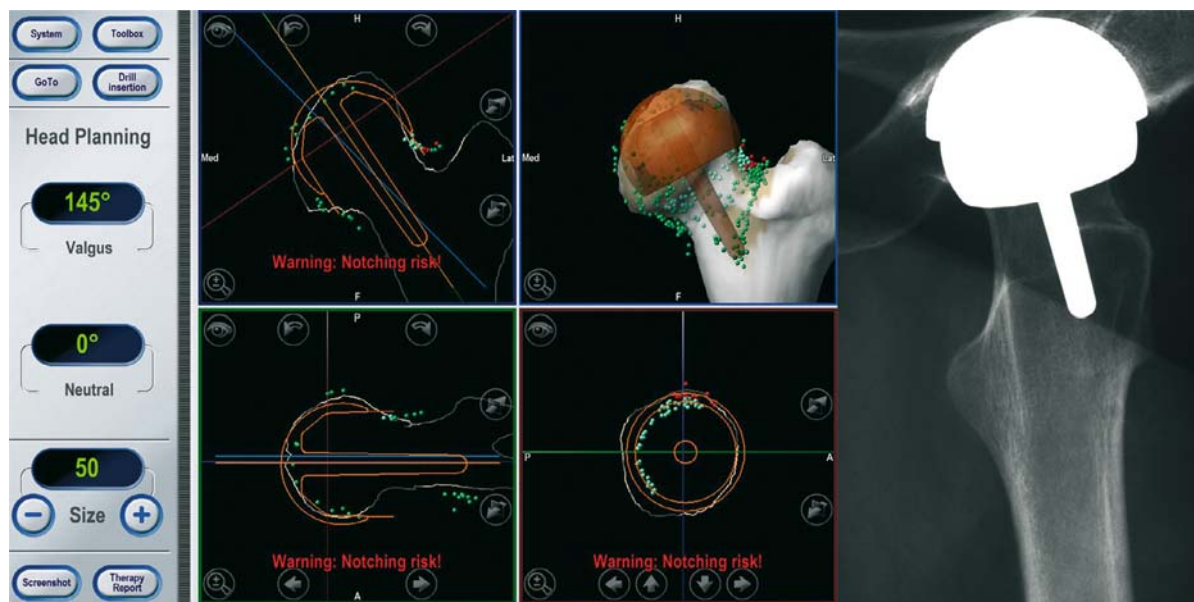 System
Toolbox
GoTo
Drill
insertion
Head Planning
145°
Valgus
0°
Neutral
50
Size
Screenshot
Therapy
Report
H
Med
Lat
Warning: Notching risk!
F
H
Med
Lat
F
P
Warning: Notching risk!
A
P
A
Warning: Notching risk!